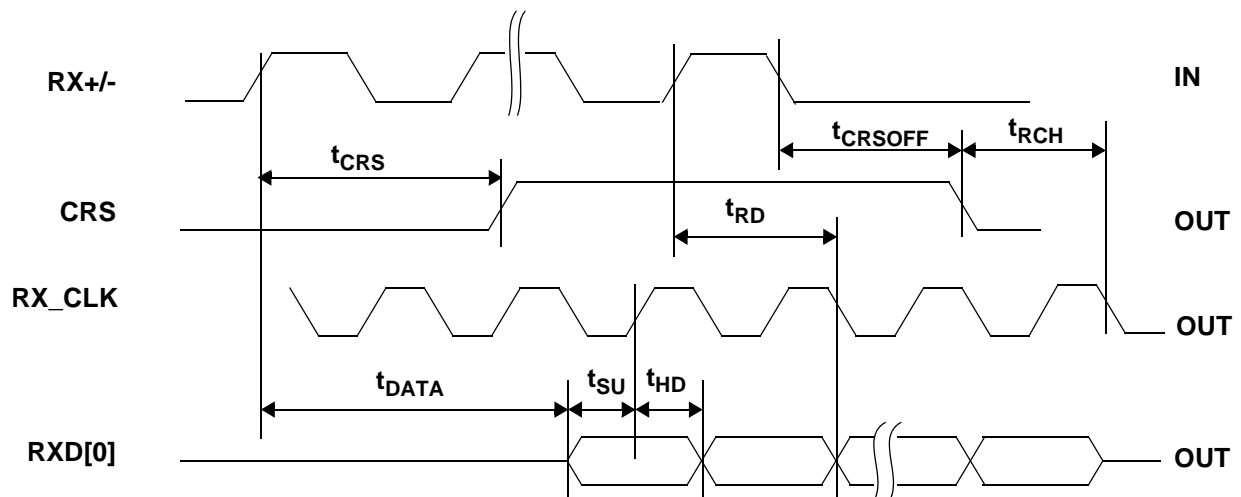 RX+/-
IN
tCRSOFF
tRCH
tCRS
CRS
OUT
tRD
RX_CLK
OUT
tDATA
tSU
tHD
RXD[0]
OUT